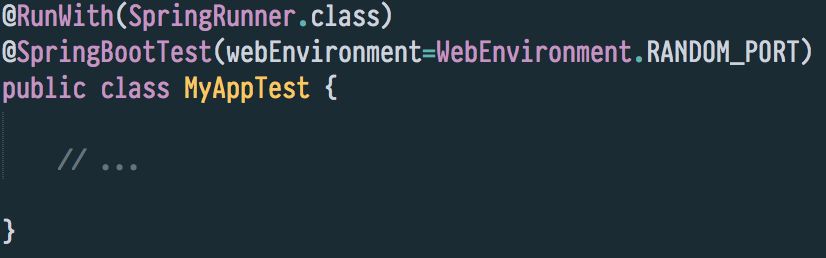 @RunWith(SpringRunner.class)
@SpringBootTest(webEnvironment=WebEnvironment.RANDOM_PORT)
public class MyAppTest {
// ...
}